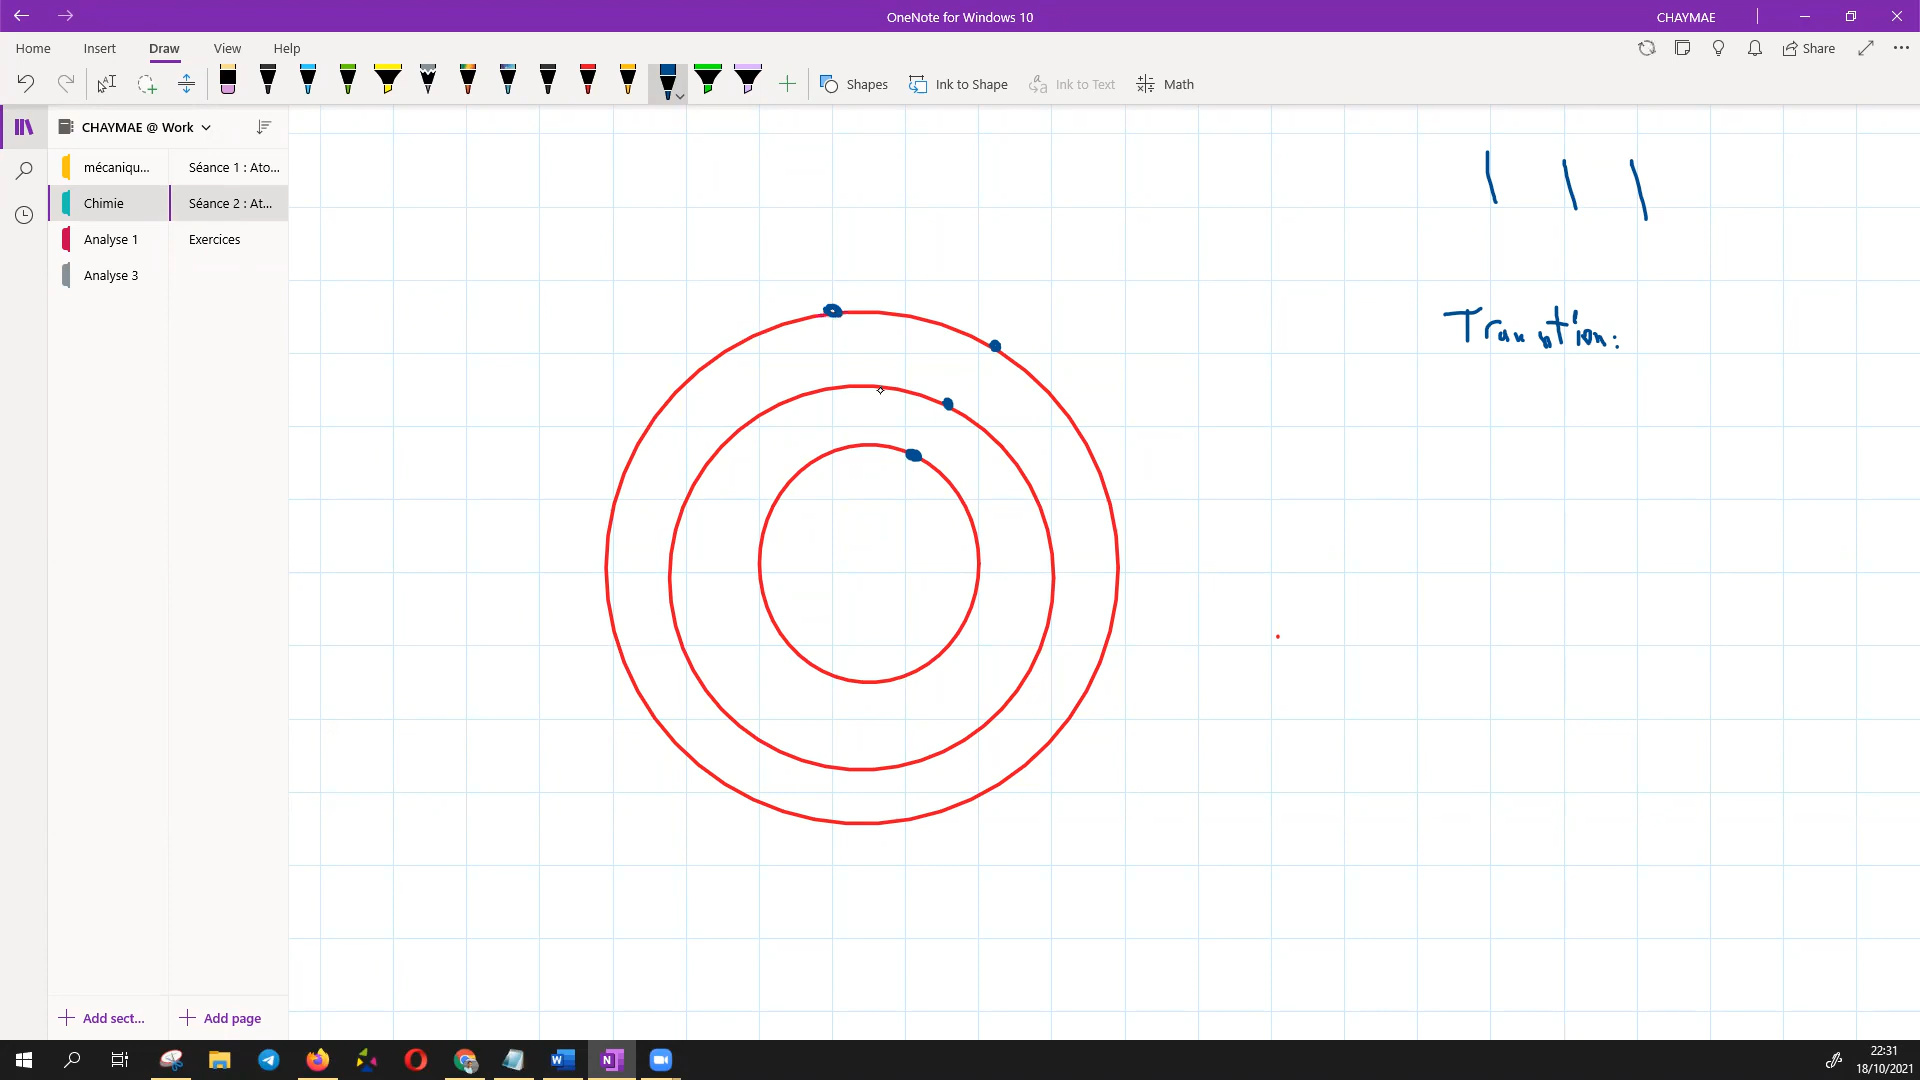 OneNote for Windows 10
CHAYMAE
Home Insert Draw View Help
Share
Shapes Ink to Shape Ink to Text Math
CHAYMAE @ Work
mécaniqu...
Chimie
Analyse 1
Analyse 3
Séance 1 : Ato...
Séance 2 : At...
Exercices
Transition:
Add sect...
Add page
22:31
18/10/2021